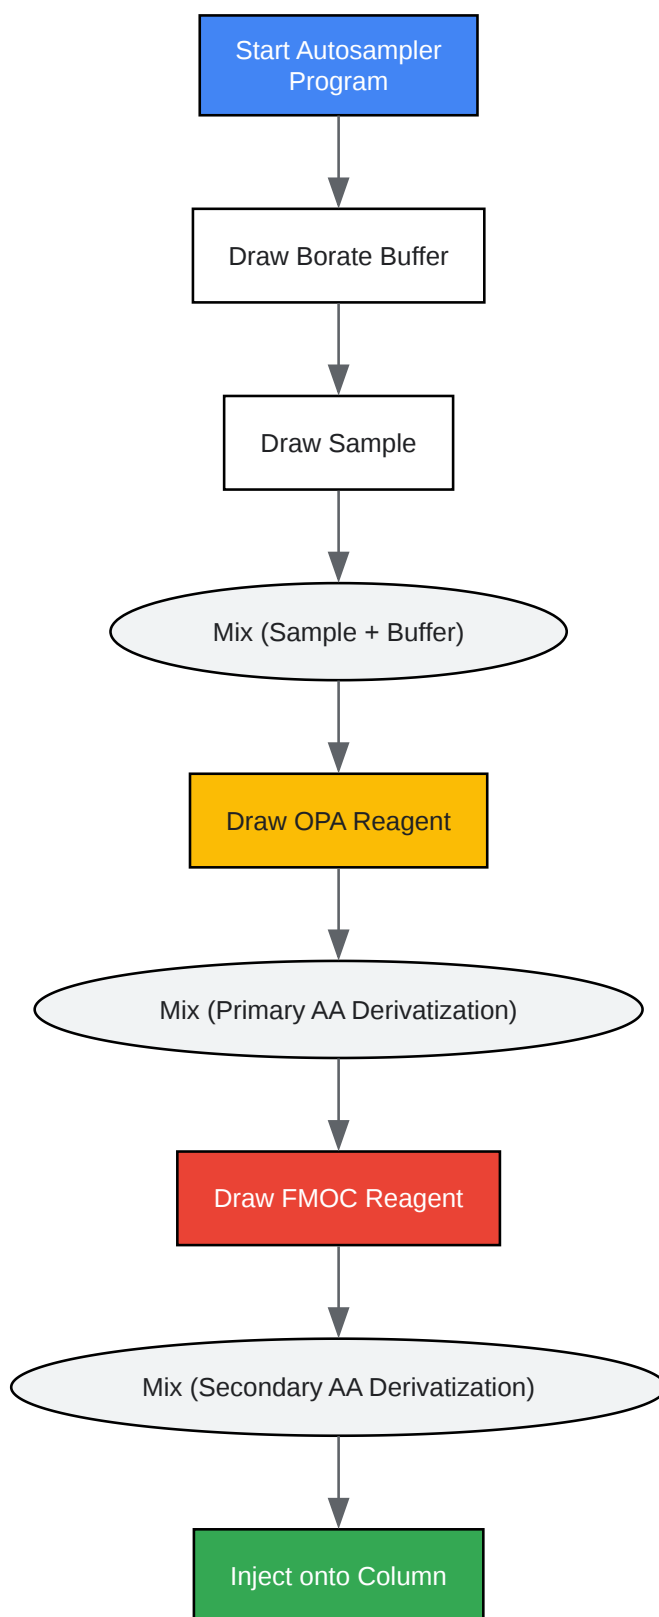 Start Autosampler
Program
Draw Borate Buffer
Draw Sample
Mix (Sample + Buffer)
Draw OPA Reagent
Mix (Primary AA Derivatization)
Draw FMOC Reagent
Mix (Secondary AA Derivatization)
Inject onto Column